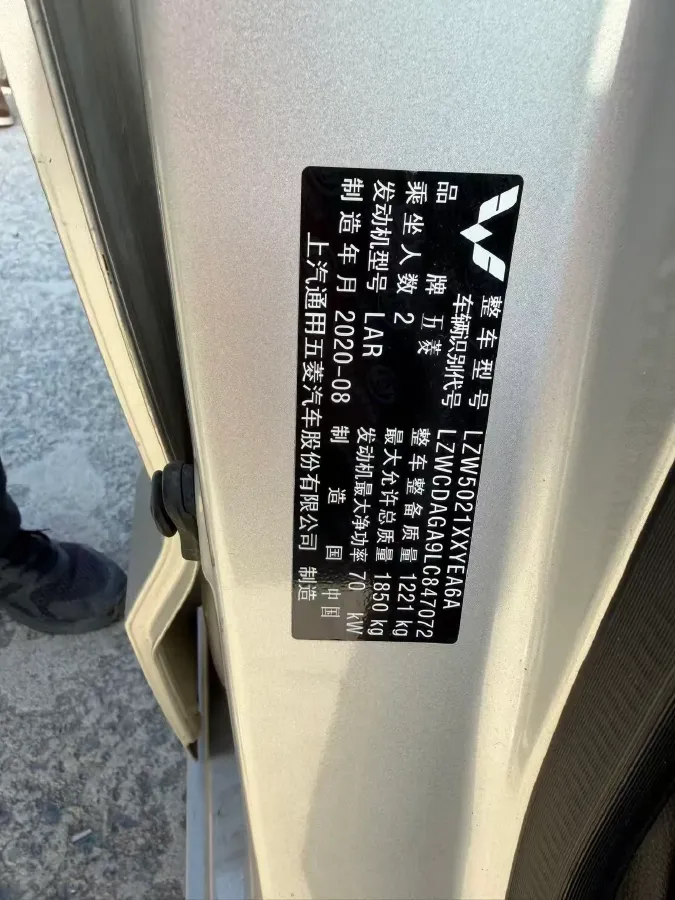 整车型号 LZW5021XXYEA6A
车辆识别代号 LZWCDAGA9LC847072
品牌 五菱 整车整备质量 1221 kg
乘坐人数 2 最大允许总质量 1850 kg
发动机型号 LAR 发动机最大净功率 70 kW
制造年月 2020-08 制造国 中国
上汽通用五菱汽车股份有限公司 制造